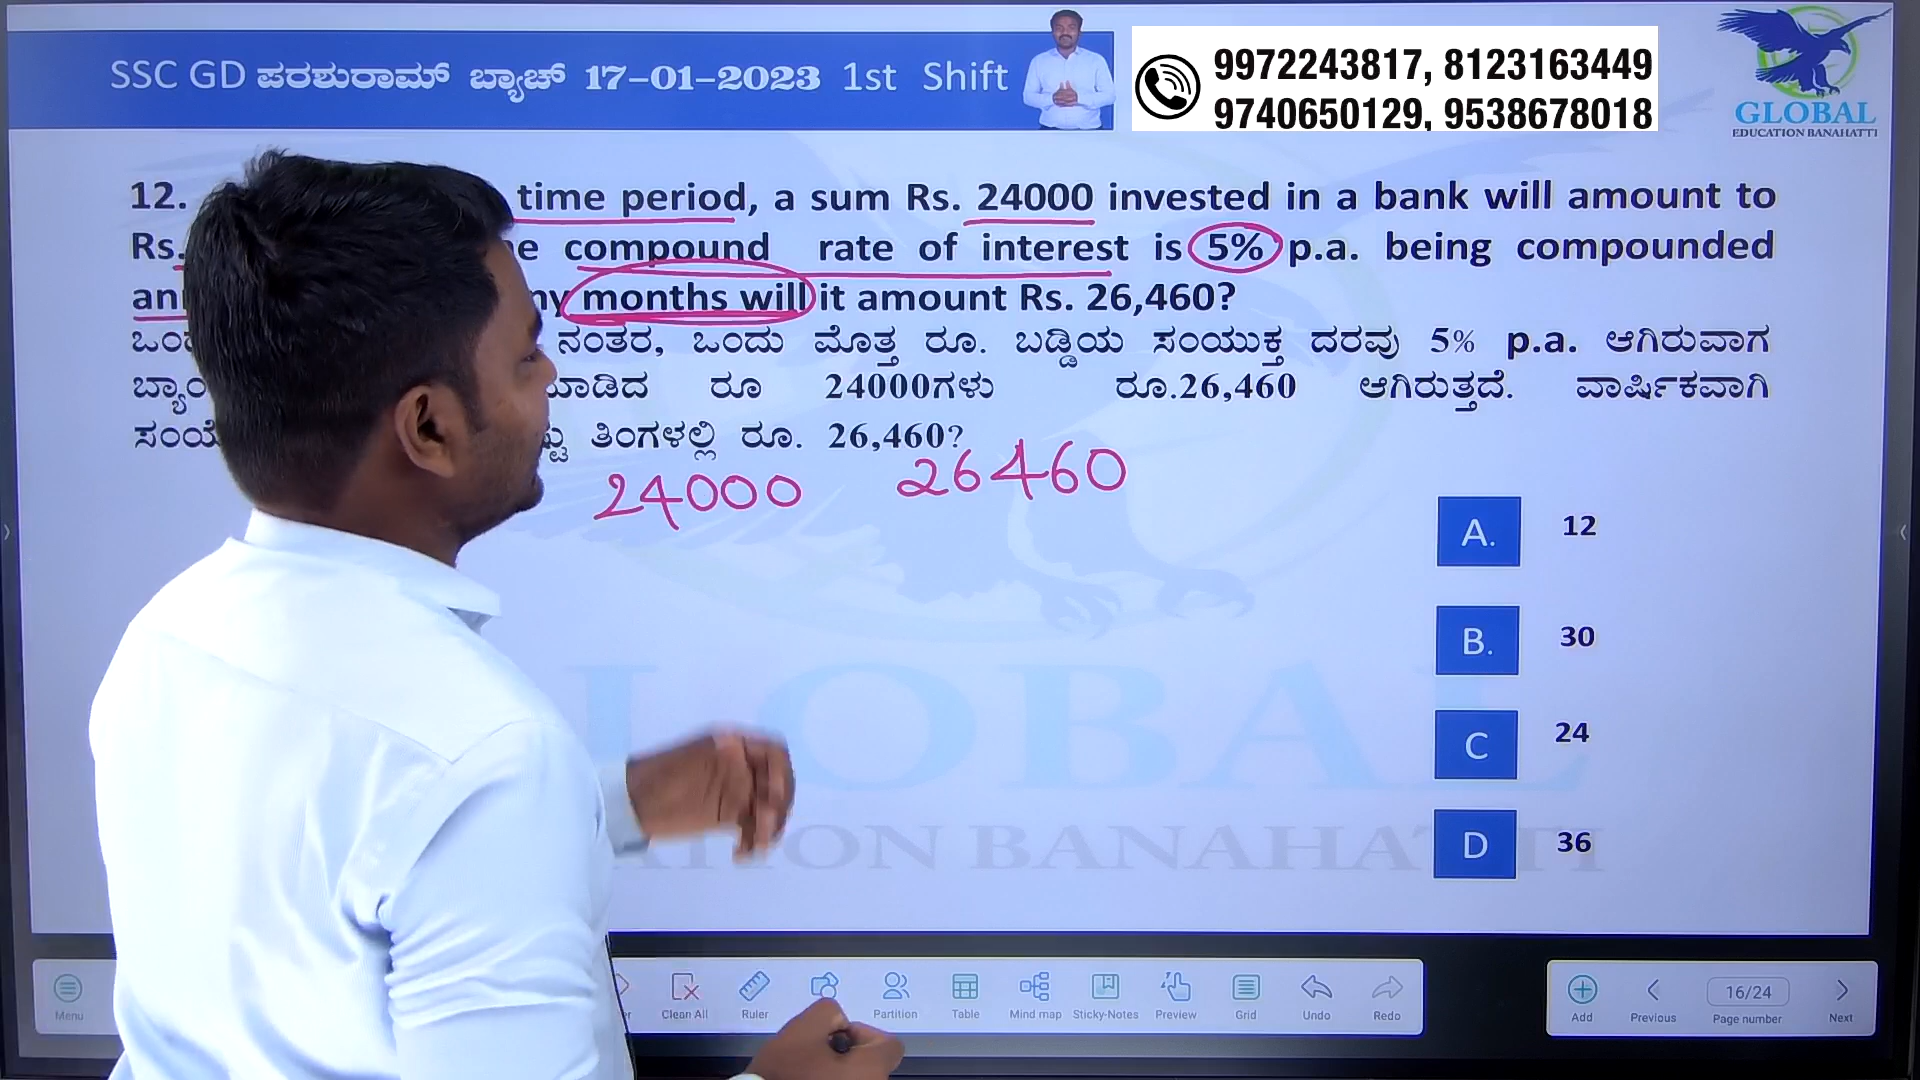 SSC GD ಪರಶುರಾಮ್ ಬ್ಯಾಚ್ 17-01-2023 1st Shift
9972243817, 8123163449
9740650129, 9538678018
GLOBAL
EDUCATION BANAHATTI
12. time period, a sum Rs. 24000 invested in a bank will amount to
Rs. compound rate of interest is 5% p.a. being compounded
months will it amount Rs. 26,460?
ನಂತರ, ಒಂದು ಮೊತ್ತ ರೂ. ಬಡ್ಡಿಯ ಸಂಯುಕ್ತ ದರವು 5% p.a. ಆಗಿರುವಾಗ
ರೂ 24000ಗಳು ರೂ.26,460 ಆಗಿರುತ್ತದೆ. ವಾರ್ಷಿಕವಾಗಿ
ತಿಂಗಳಲ್ಲಿ ರೂ. 26,460?
24000 26460
A. 12
B. 30
C 24
D 36
BANAHATTI
Menu
Clean All
Ruler
Partition
Table
Mind map
Sticky-Notes
Preview
Grid
Undo
Redo
Add
Previous
16/24
Page number
Next